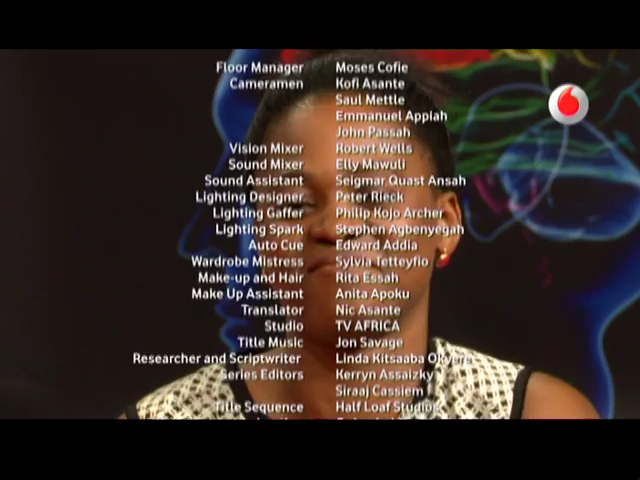 Floor Manager Moses Cofie
Cameramen Kofi Asante
Saul Mettle
Emmanuel Appiah
John Passah
Vision Mixer Robert Wells
Sound Mixer Elly Mawuli
Sound Assistant Seigmar Quast Ansah
Lighting Designer Peter Rieck
Lighting Gaffer Philip Kojo Archer
Lighting Spark Stephen Agbenyegah
Auto Cue Edward Addia
Wardrobe Mistress Sylvia Tetteyfio
Make-up and Hair Rita Essah
Make Up Assistant Anita Apoku
Translator Nic Asante
Studio TV AFRICA
Title Music Jon Savage
Researcher and Scriptwriter Linda Kitsaaba Okyere
Series Editors Kerryn Assaizky
Siraaj Cassiem
Title Sequence Half Loaf Studios